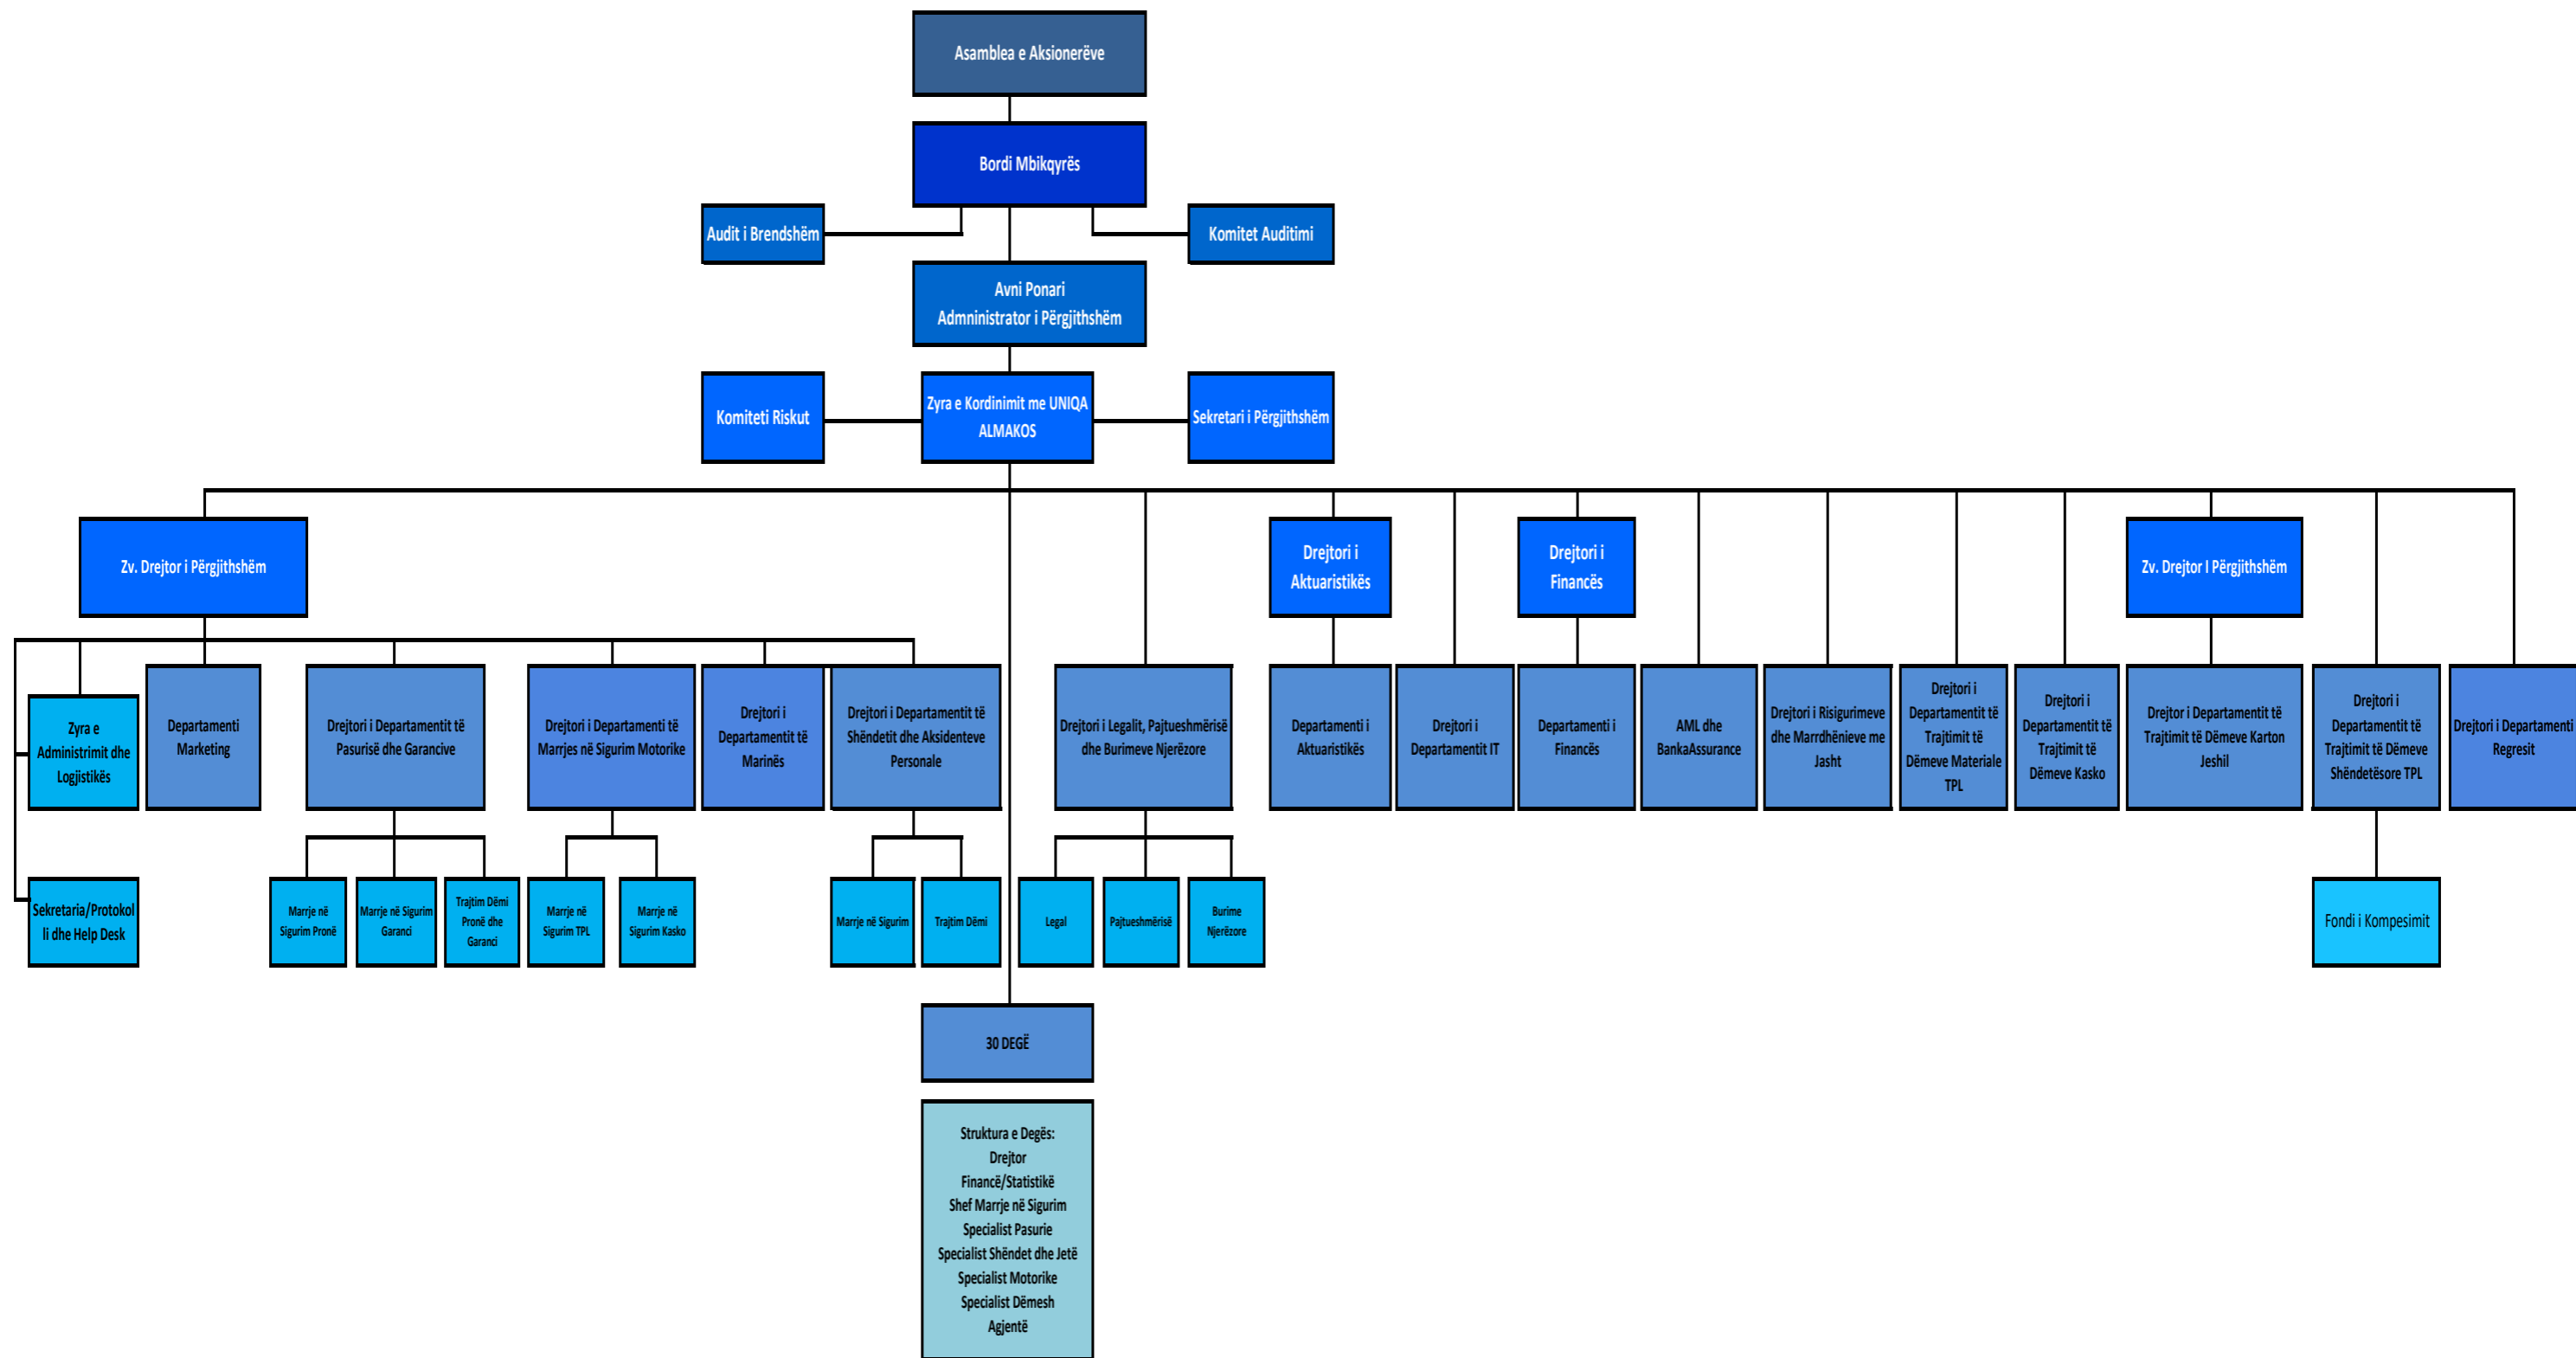 Asamblea e Aksionerëve
Bordi Mbikqyrës
Audit i Brendshëm
Komitet Auditimi
Avni Ponari
Admninistrator i Përgjithshëm
Komiteti Riskut
Zyra e Kordinimit me UNIQA
ALMAKOS
Sekretari i Përgjithshëm
Zv. Drejtor i Përgjithshëm
Drejtori i
Aktuaristikës
Drejtori i
Financës
Zv. Drejtor I Përgjithshëm
Zyra e
Administrimit dhe
Logjistikës
Departamenti
Marketing
Drejtori i Departamentit të
Pasurisë dhe Garancive
Drejtori i Departamenti të
Marrjes në Sigurim Motorike
Drejtori i
Departamentit të
Marinës
Drejtori i Departamentit të
Shëndetit dhe Aksidenteve
Personale
Drejtori i Legalit, Pajtueshmërisë
dhe Burimeve Njerëzore
Departamenti i
Aktuaristikës
Drejtori i
Departamentit IT
Departamenti i
Financës
AML dhe
BankaAssurance
Drejtori i Risigurimeve
dhe Marrdhënieve me
Jasht
Drejtori i
Departamentit të
Trajtimit të
Dëmeve Materiale
TPL
Drejtori i
Departamentit të
Trajtimit të
Dëmeve Kasko
Drejtor i Departamentit të
Trajtimit të Dëmeve Karton
Jeshil
Drejtori i
Departamentit të
Trajtimit të Dëmeve
Shëndetësore TPL
Drejtori i Departamenti
Regresit
Sekretaria/Protokol
li dhe Help Desk
Marrje në
Sigurim Pronë
Marrje në Sigurim
Garanci
Trajtim Dëmi
Pronë dhe
Garanci
Marrje në
Sigurim TPL
Marrje në
Sigurim Kasko
Marrje në Sigurim
Trajtim Dëmi
Legal
Pajtueshmërisë
Burime
Njerëzore
Fondi i Kompesimit
30 DEGË
Struktura e Degës:
Drejtor
Financë/Statistikë
Shef Marrje në Sigurim
Specialist Pasurie
Specialist Shëndet dhe Jetë
Specialist Motorike
Specialist Dëmesh
Agjentë